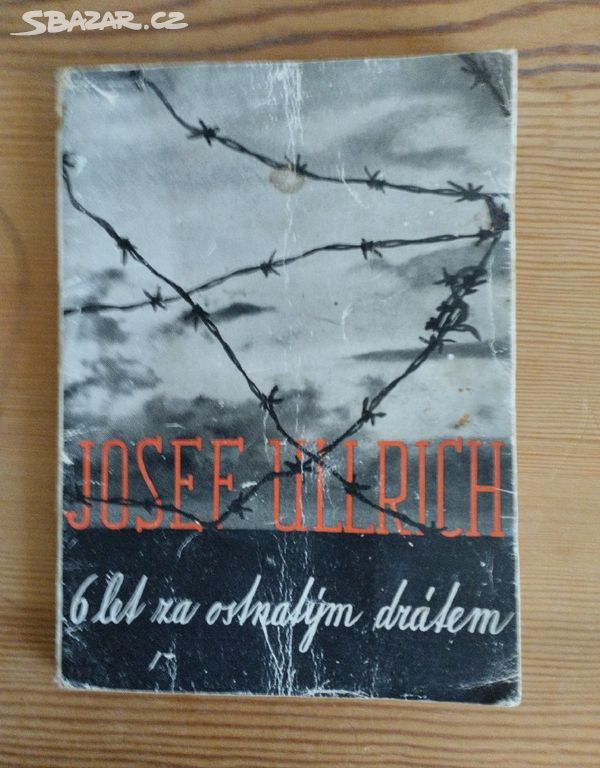 SBAZAR.CZ
JOSEF ULLRICH
6 let za ostnatým drátem